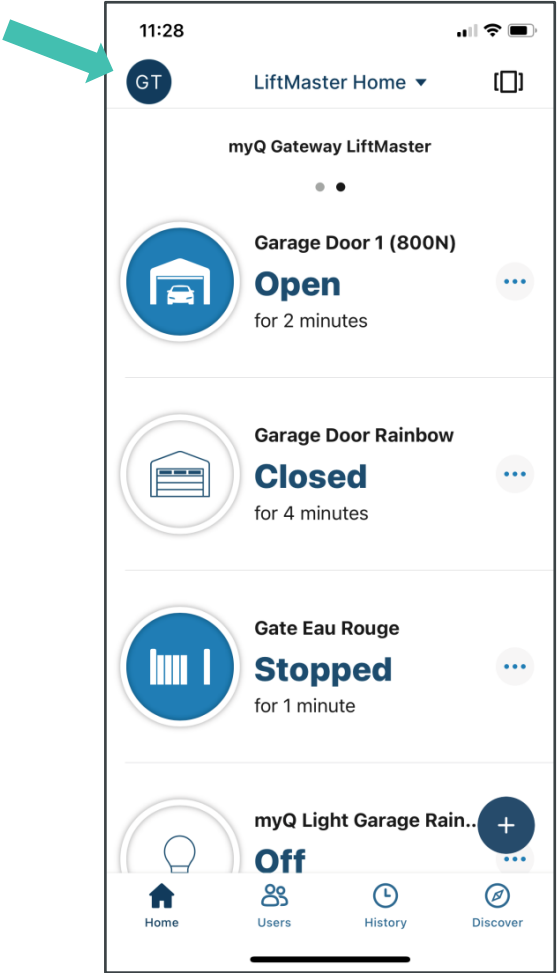 11:28
GT
LiftMaster Home
myQ Gateway LiftMaster
Garage Door 1 (800N)
Open
for 2 minutes
Garage Door Rainbow
Closed
for 4 minutes
Gate Eau Rouge
Stopped
for 1 minute
myQ Light Garage Rain..
Off
Home
Users
History
Discover